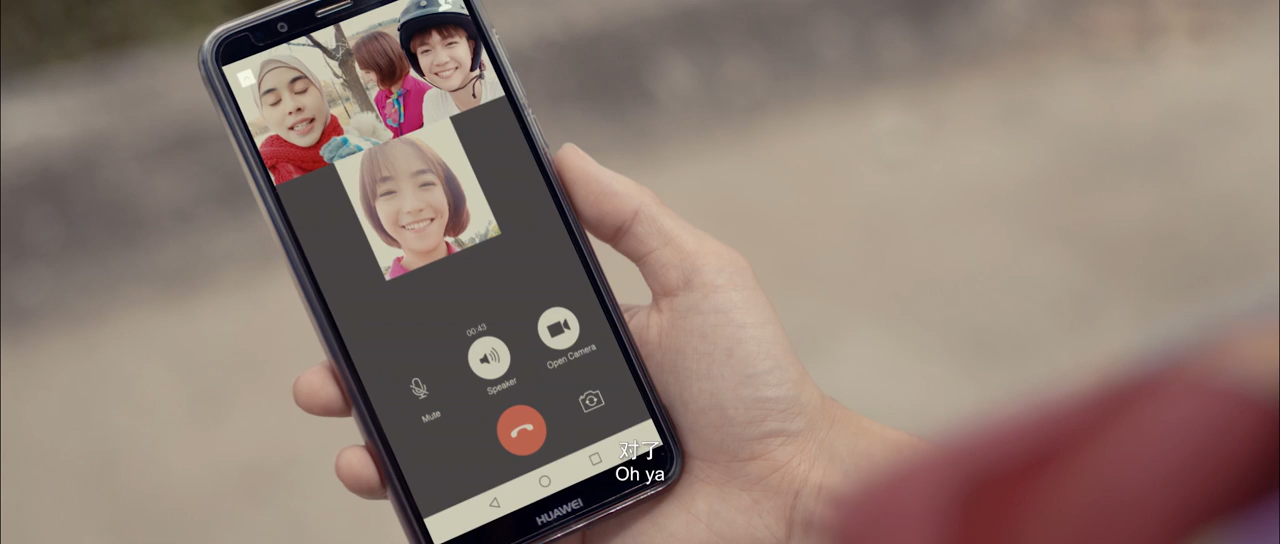 00:43
Mute
Speaker
Open Camera
HUAWEI
对了
Oh ya